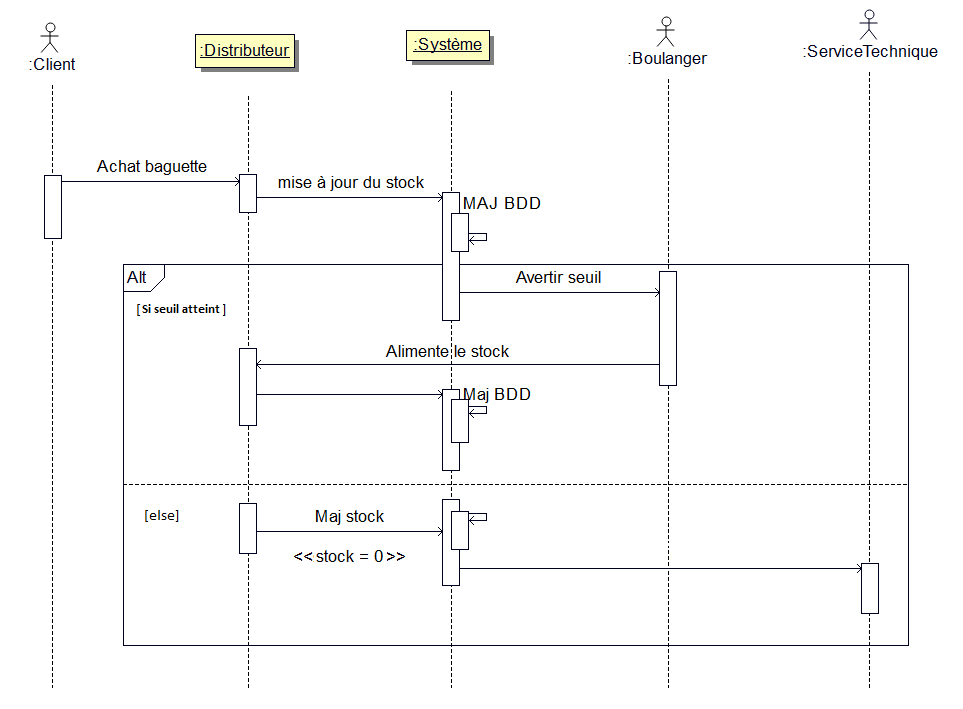 :Client
:Distributeur
:Système
:Boulanger
:ServiceTechnique
Achat baguette
mise à jour du stock
MAJ BDD
Alt
Avertir seuil
[Si seuil atteint ]
Alimente le stock
Maj BDD
[else]
Maj stock
<<stock = 0>>